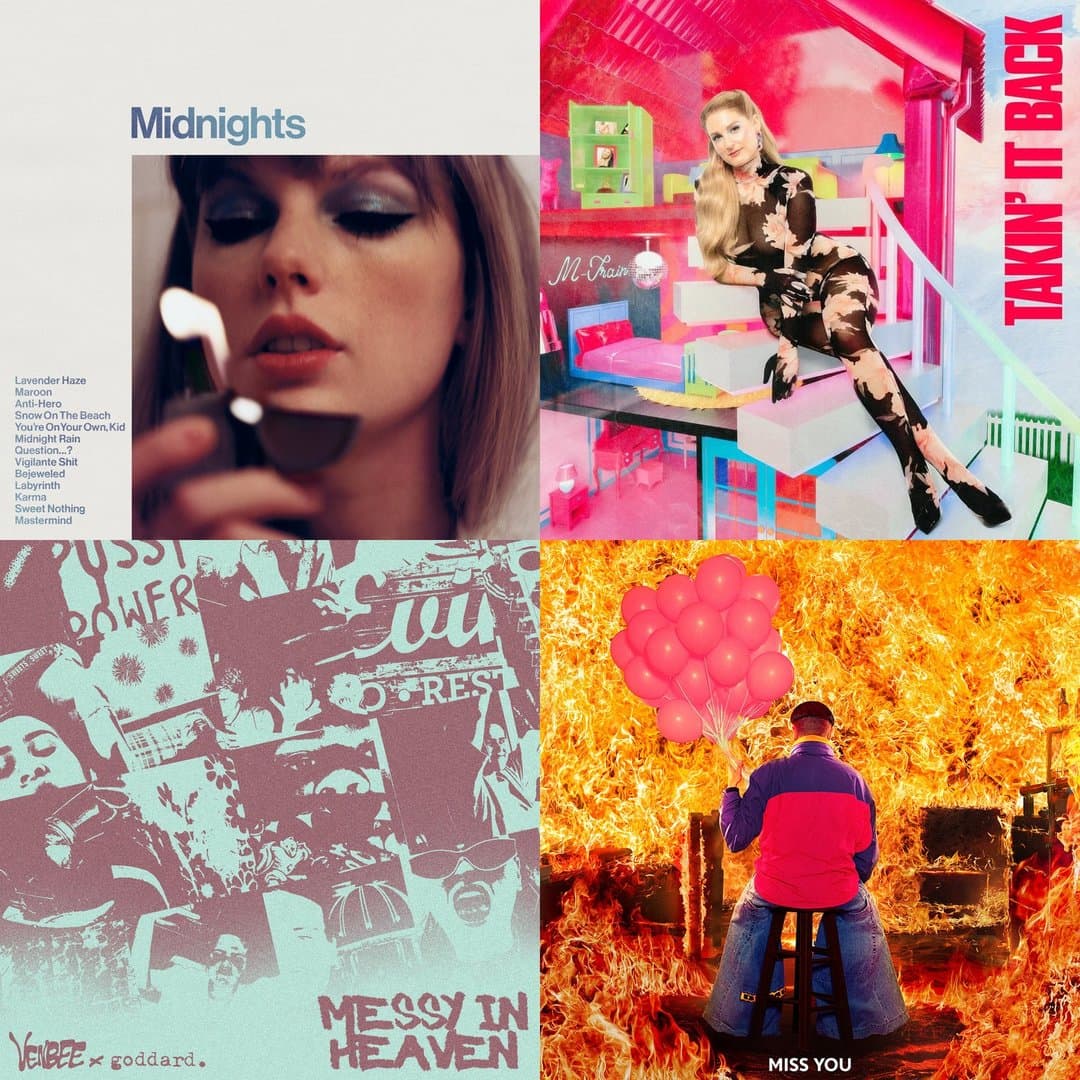 Midnights
Lavender Haze
Maroon
Anti-Hero
Snow On The Beach
You're On Your Own, Kid
Midnight Rain
Question...?
Vigilante Shit
Bejeweled
Labyrinth
Karma
Sweet Nothing
Mastermind
TAKIN' IT BACK
M-Train
PUSSY
POWER
REST
VENBEE x goddard.
MESSY IN
HEAVEN
MISS YOU